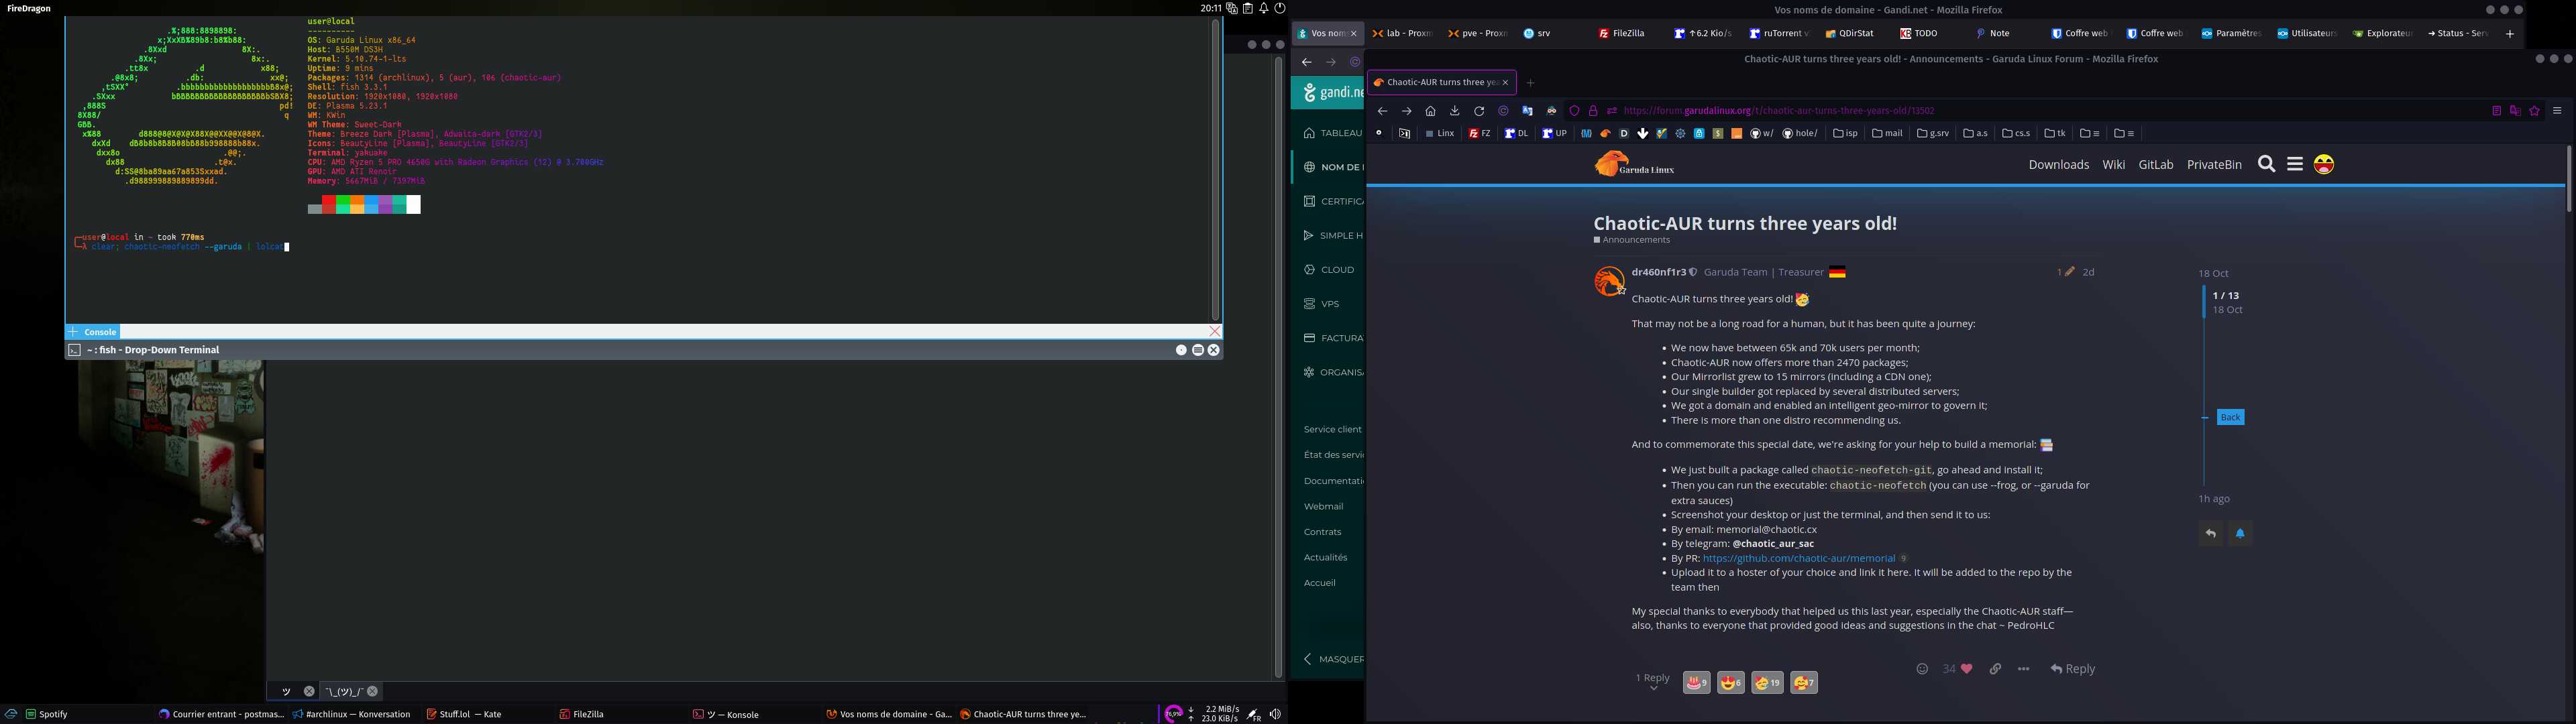 FireDragon
20:11
user@local
----------
OS: Garuda Linux x86_64
Host: B550M DS3H
Kernel: 5.10.74-1-lts
Uptime: 9 mins
Packages: 1314 (archlinux), 5 (aur), 106 (chaotic-aur)
Shell: fish 3.3.1
Resolution: 1920x1080, 1920x1080
DE: Plasma 5.23.1
WM: KWin
WM Theme: Sweet-Dark
Theme: Breeze Dark [Plasma], Adwaita-dark [GTK2/3]
Icons: BeautyLine [Plasma], BeautyLine [GTK2/3]
Terminal: yakuake
CPU: AMD Ryzen 5 PRO 4650G with Radeon Graphics (12) @ 3.700GHz
GPU: AMD ATI Renoir
Memory: 5667MiB / 7397MiB
user@local in ~ took 770ms
λ clear; chaotic-neofetch --garuda | lolcat
Console
~ : fish - Drop-Down Terminal
ツ
¯\_(ツ)_/¯
Spotify
Courrier entrant - postmas...
#archlinux — Konversation
Stuff.lol — Kate
FileZilla
ツ — Konsole
Vos noms de domaine - Ga...
Chaotic-AUR turns three ye...
2.2 MiB/s
23.0 KiB/s
FR
Vos noms de domaine - Gandi.net - Mozilla Firefox
Vos noms
lab - Proxm
pve - Proxn
srv
FileZilla
↑6.2 Kio/s
ruTorrent v
QDirStat
TODO
Note
Coffre web
Coffre web
Paramètres
Utilisateurs
Explorateur
Status - Serv
gandi.ne
TABLEAU
NOM DE
CERTIFICA
SIMPLE H
CLOUD
VPS
FACTURA
ORGANISA
Service client
État des servi
Documentati
Webmail
Contrats
Actualités
Accueil
MASQUER
Chaotic-AUR turns three years old! - Announcements - Garuda Linux Forum - Mozilla Firefox
Chaotic-AUR turns three yea
https://forum.garudalinux.org/t/chaotic-aur-turns-three-years-old/13502
Linx
FZ
DL
UP
w/
hole/
isp
mail
g.srv
a.s
cs.s
tk
Garuda Linux
Downloads
Wiki
GitLab
PrivateBin
Chaotic-AUR turns three years old!
Announcements
dr460nf1r3 Garuda Team | Treasurer
1
2d
Chaotic-AUR turns three years old!
That may not be a long road for a human, but it has been quite a journey:
• We now have between 65k and 70k users per month;
• Chaotic-AUR now offers more than 2470 packages;
• Our Mirrorlist grew to 15 mirrors (including a CDN one);
• Our single builder got replaced by several distributed servers;
• We got a domain and enabled an intelligent geo-mirror to govern it;
• There is more than one distro recommending us.
And to commemorate this special date, we're asking for your help to build a memorial:
• We just built a package called chaotic-neofetch-git, go ahead and install it;
• Then you can run the executable: chaotic-neofetch (you can use --frog, or --garuda for
extra sauces)
• Screenshot your desktop or just the terminal, and then send it to us:
• By email: memorial@chaotic.cx
• By telegram: @chaotic_aur_sac
• By PR: https://github.com/chaotic-aur/memorial 9
• Upload it to a hoster of your choice and link it here. It will be added to the repo by the
team then
My special thanks to everybody that helped us this last year, especially the Chaotic-AUR staff—
also, thanks to everyone that provided good ideas and suggestions in the chat ~ PedroHLC
1 Reply
9
6
19
7
34
Reply
18 Oct
1 / 13
18 Oct
Back
1h ago